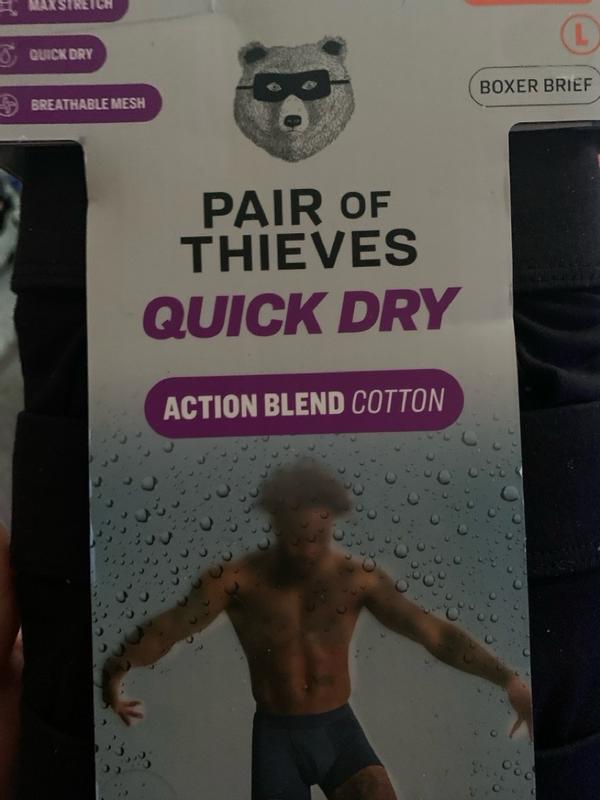 MAX STRETCH
QUICK DRY
BREATHABLE MESH
L
BOXER BRIEF
PAIR OF
THIEVES
QUICK DRY
ACTION BLEND COTTON